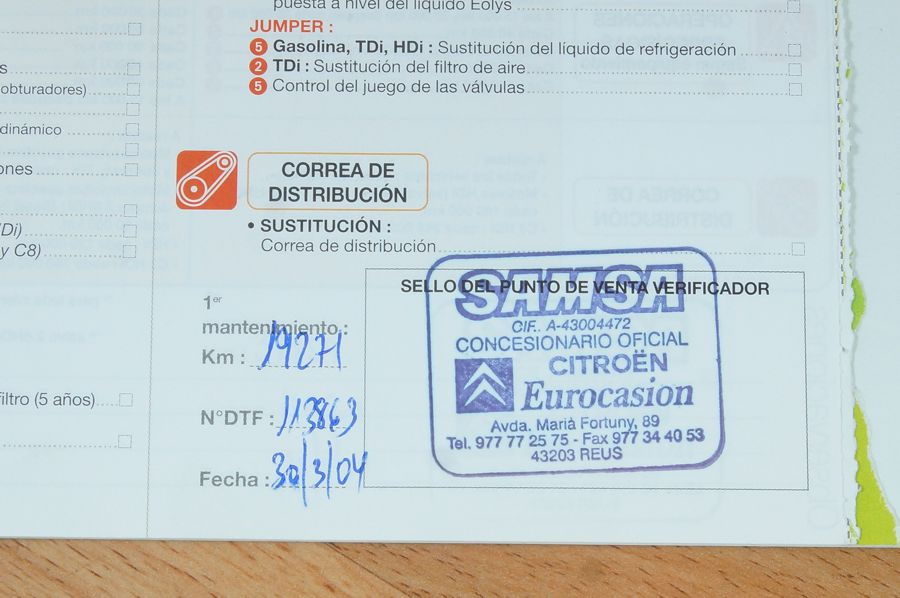 puesta a nivel del líquido Eolys
JUMPER :
5 Gasolina, TDi, HDi : Sustitución del líquido de refrigeración
2 TDi : Sustitución del filtro de aire
5 Control del juego de las válvulas
s
obturadores)
dinámico
ones
Di)
y C8)
filtro (5 años)
CORREA DE
DISTRIBUCIÓN
• SUSTITUCIÓN :
Correa de distribución
1er
mantenimiento :
Km : 19271
N°DTF : 113863
Fecha : 30/3/04
SELLO DEL PUNTO DE VENTA VERIFICADOR
SAMSA
CIF. A-43004472
CONCESIONARIO OFICIAL
CITROËN
Eurocasion
Avda. Marià Fortuny, 89
Tel. 977 77 25 75 - Fax 977 34 40 53
43203 REUS